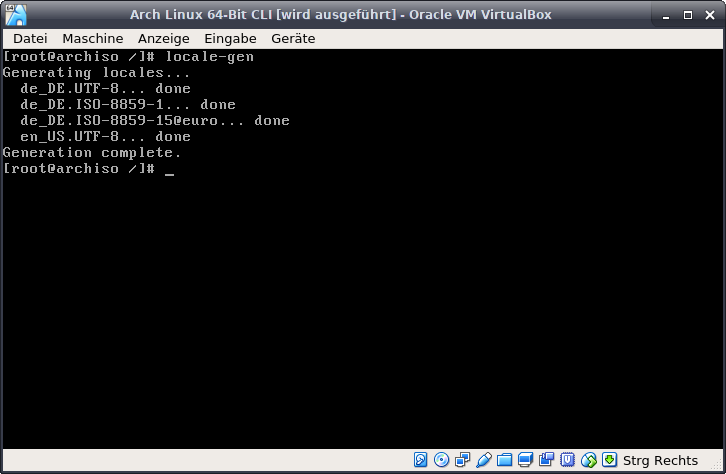 Arch Linux 64-Bit CLI [wird ausgeführt] - Oracle VM VirtualBox
Datei Maschine Anzeige Eingabe Geräte
[root@archiso /]# locale-gen
Generating locales...
  de_DE.UTF-8... done
  de_DE.ISO-8859-1... done
  de_DE.ISO-8859-15@euro... done
  en_US.UTF-8... done
Generation complete.
[root@archiso /]# _
Strg Rechts